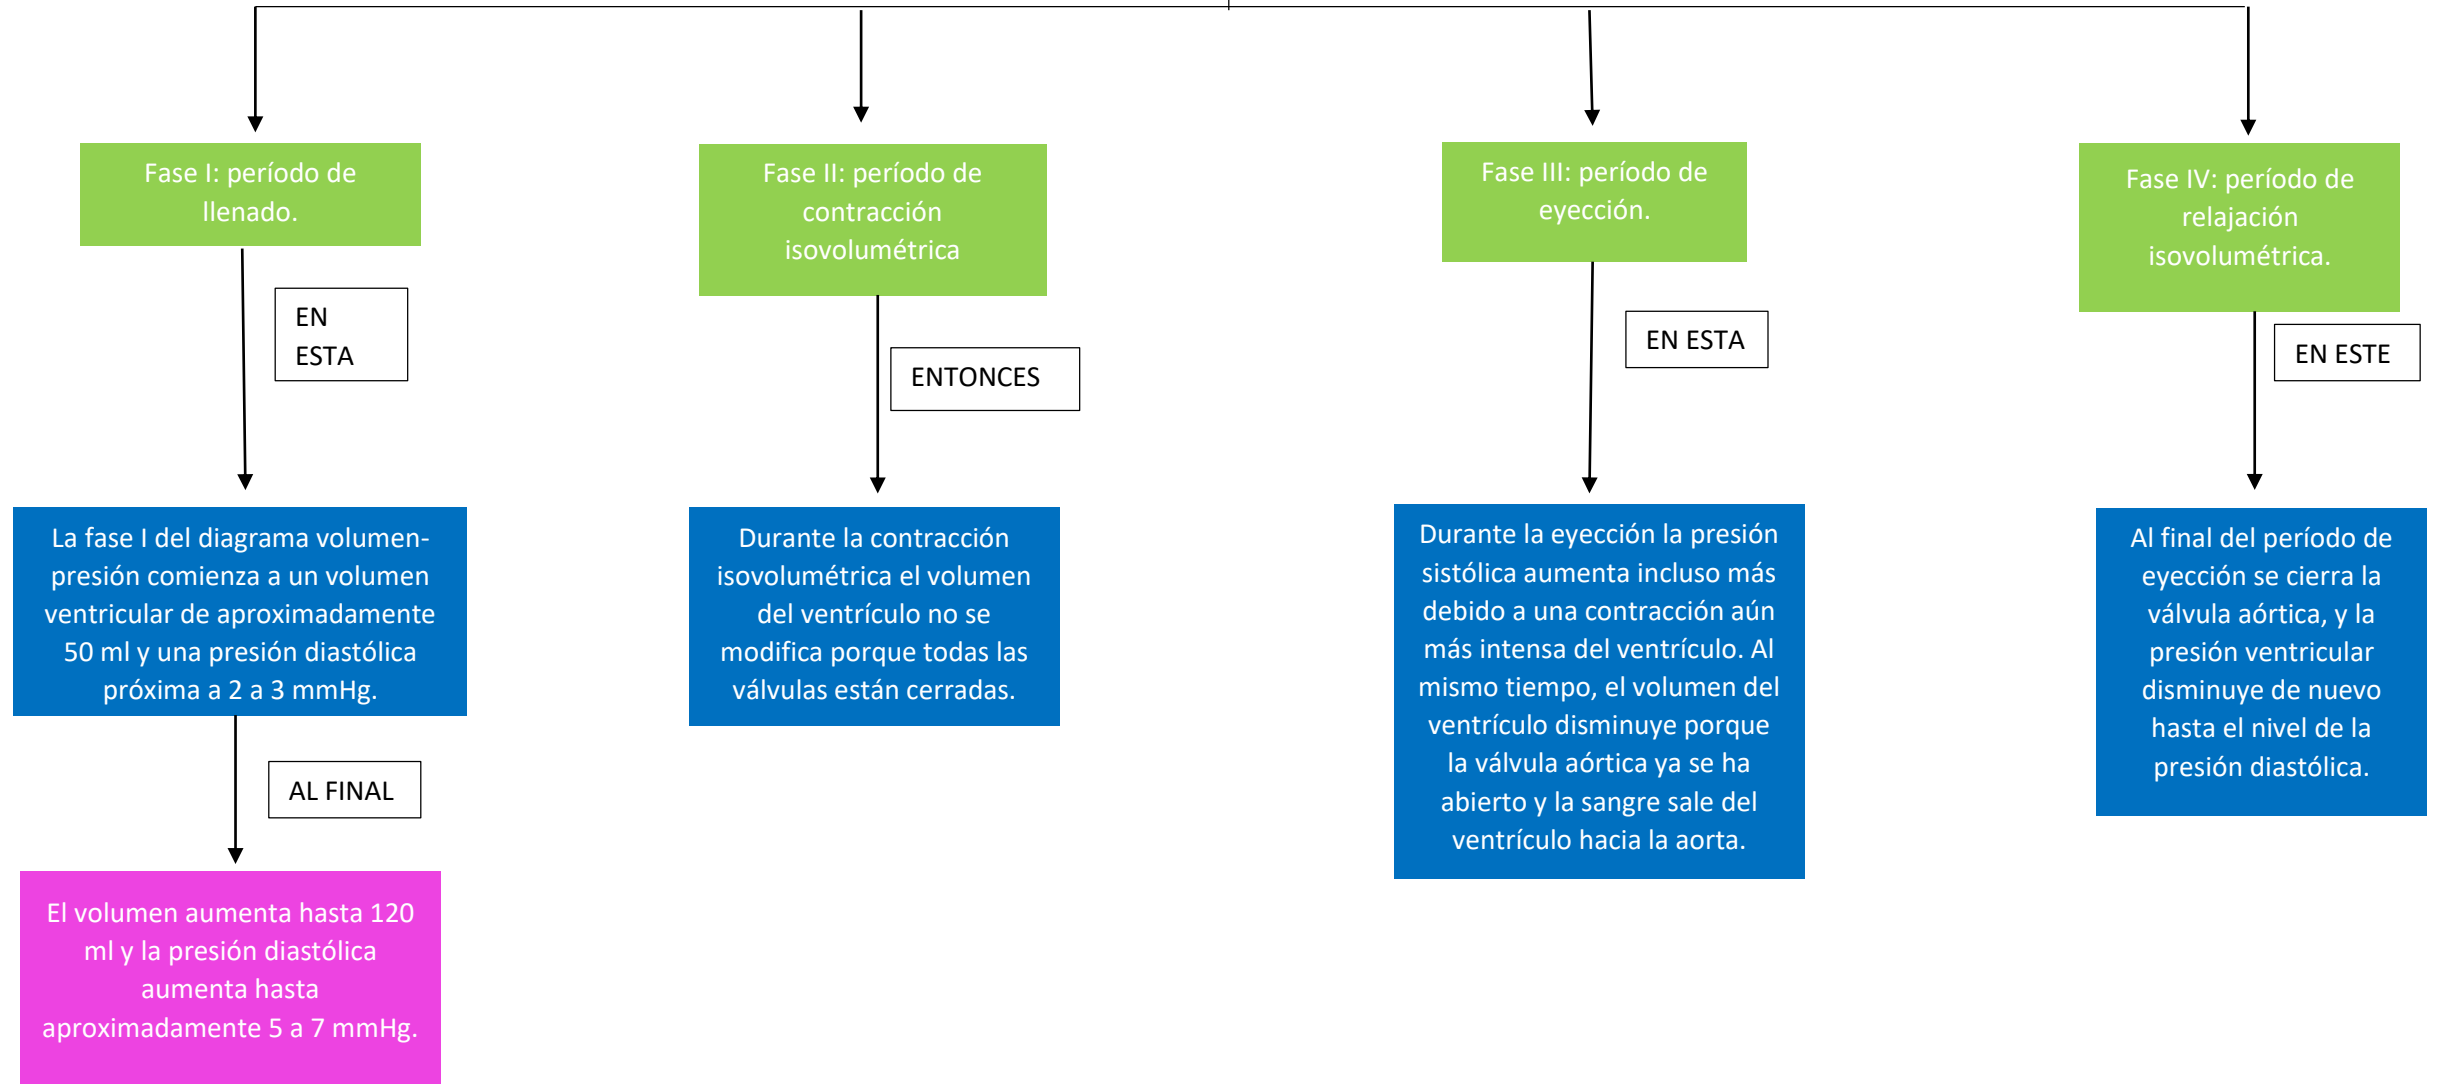 Fase I: período de
llenado.
EN
ESTA
La fase I del diagrama volumen-
presión comienza a un volumen
ventricular de aproximadamente
50 ml y una presión diastólica
próxima a 2 a 3 mmHg.
AL FINAL
El volumen aumenta hasta 120
ml y la presión diastólica
aumenta hasta
aproximadamente 5 a 7 mmHg.
Fase II: período de
contracción
isovolumétrica
ENTONCES
Durante la contracción
isovolumétrica el volumen
del ventrículo no se
modifica porque todas las
válvulas están cerradas.
Fase III: período de
eyección.
EN ESTA
Durante la eyección la presión
sistólica aumenta incluso más
debido a una contracción aún
más intensa del ventrículo. Al
mismo tiempo, el volumen del
ventrículo disminuye porque
la válvula aórtica ya se ha
abierto y la sangre sale del
ventrículo hacia la aorta.
Fase IV: período de
relajación
isovolumétrica.
EN ESTE
Al final del período de
eyección se cierra la
válvula aórtica, y la
presión ventricular
disminuye de nuevo
hasta el nivel de la
presión diastólica.